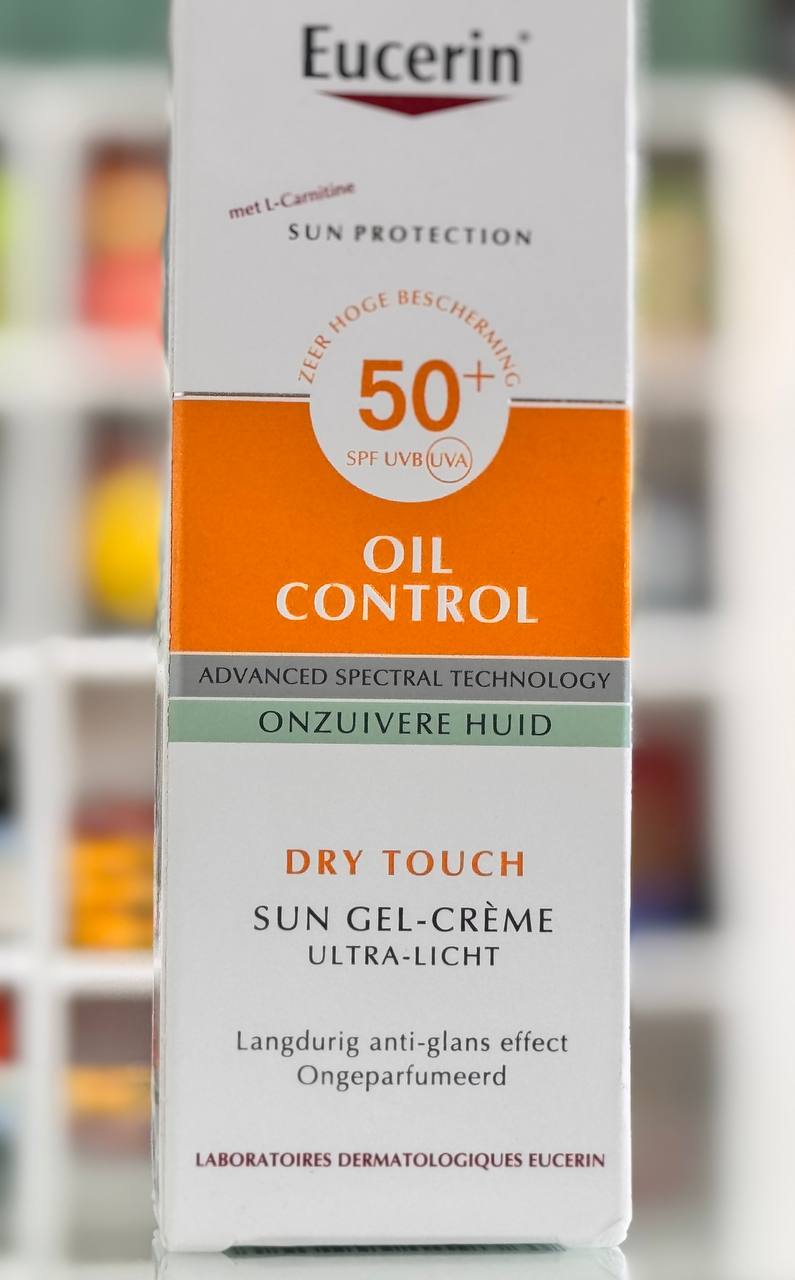 Eucerin®
met L-Carnitine
SUN PROTECTION
ZEER HOGE BESCHERMING
50+
SPF UVB UVA
OIL
CONTROL
ADVANCED SPECTRAL TECHNOLOGY
ONZUIVERE HUID
DRY TOUCH
SUN GEL-CRÈME
ULTRA-LICHT
Langdurig anti-glans effect
Ongeparfumeerd
LABORATOIRES DERMATOLOGIQUES EUCERIN